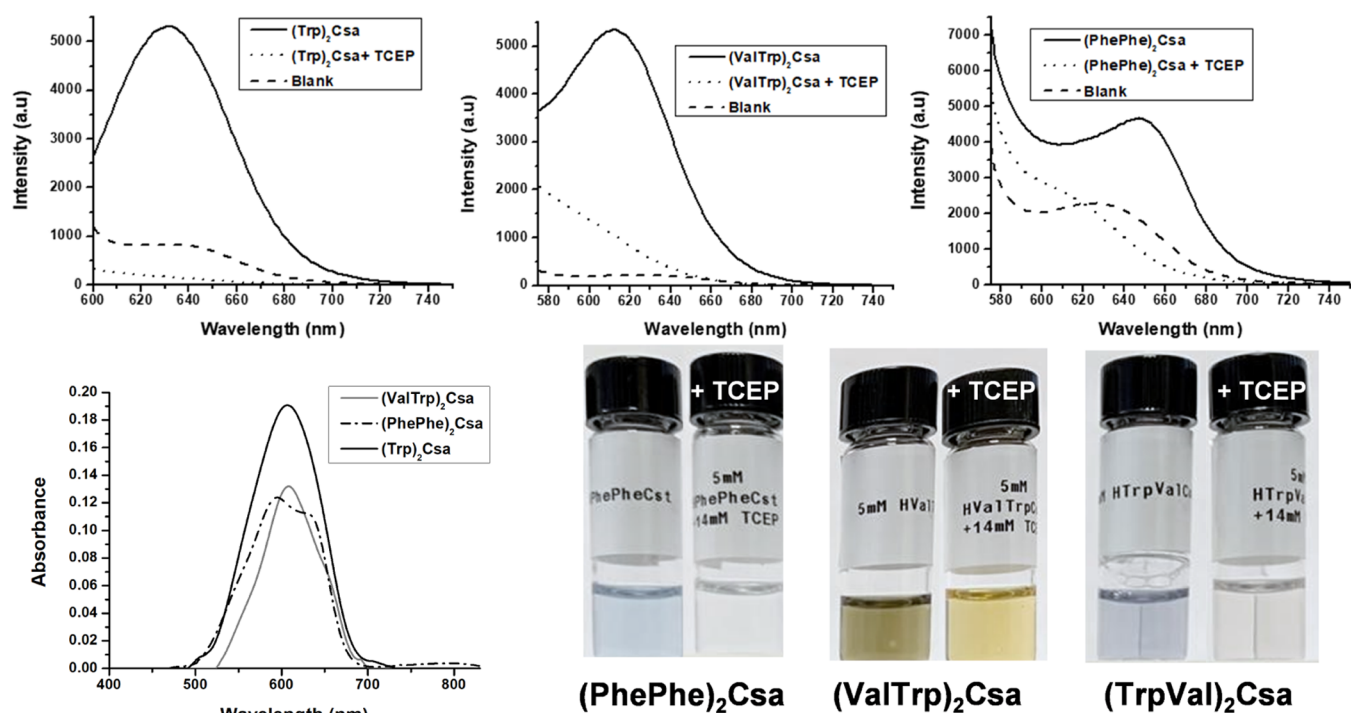 (Trp)₂Csa
(Trp)₂Csa+ TCEP
Blank
5000
4000
3000
2000
1000
0
600 620 640 660 680 700 720 740
Intensity (a.u)
Wavelength (nm)
(ValTrp)₂Csa
(ValTrp)₂Csa + TCEP
Blank
5000
4000
3000
2000
1000
0
580 600 620 640 660 680 700 720 740
Intensity (a.u)
Wavelength (nm)
(PhePhe)₂Csa
(PhePhe)₂Csa + TCEP
Blank
7000
6000
5000
4000
3000
2000
1000
0
580 600 620 640 660 680 700 720 740
Intensity (a.u)
Wavelength (nm)
(ValTrp)₂Csa
(PhePhe)₂Csa
(Trp)₂Csa
0.20
0.18
0.16
0.14
0.12
0.10
0.08
0.06
0.04
0.02
0.00
400 500 600 700 800
Absorbance
Wavelength (nm)
+ TCEP
PhePheCst
5mM
PhePheCst
14mM TCEP
(PhePhe)₂Csa
+ TCEP
5mM HVal
5mM
HValTrpC
+14mM TC
(ValTrp)₂Csa
+ TCEP
HTrpValC
5m
HTrpVa
+14mM
(TrpVal)₂Csa